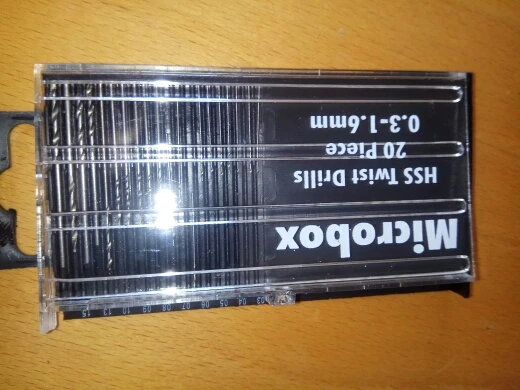 Microbox
HSS Twist Drills
20 Piece
0.3-1.6mm